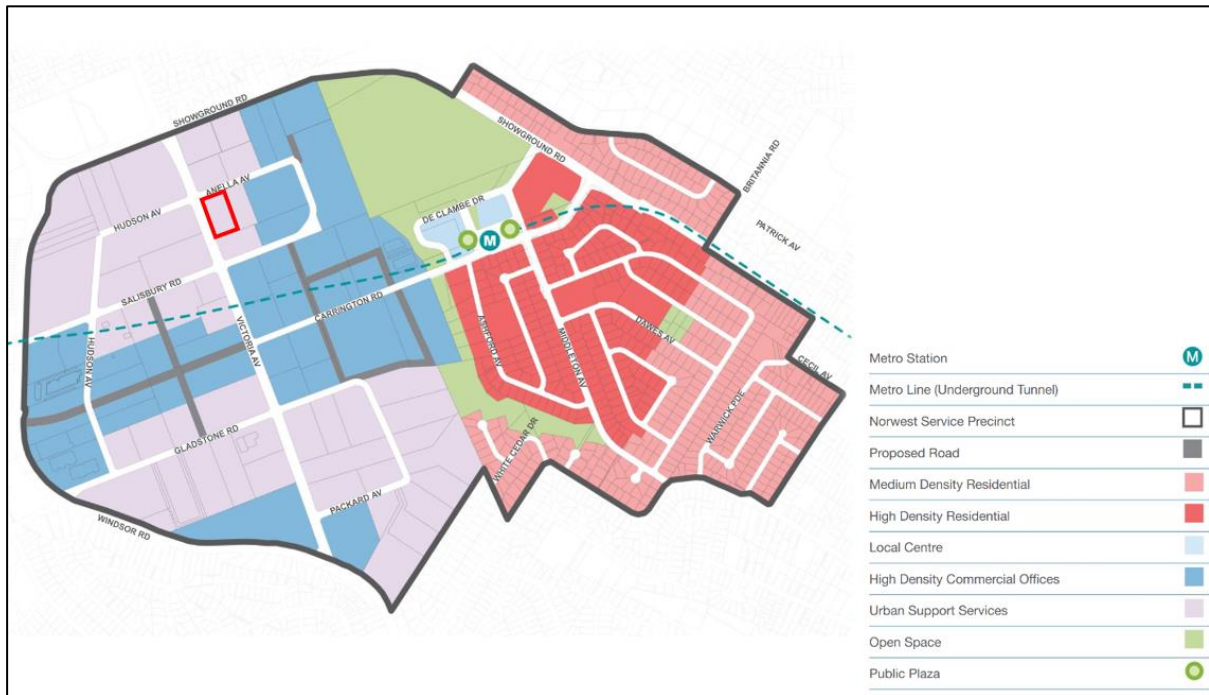 SHOWGROUND RD
SHOWGROUND RD
BRITANNIA RD
ANELLA AV
HUDSON AV
DE CLAMBE DR
PATRICK AV
M
SALISBURY RD
CARRINGTON RD
VICTORIA AV
ASHFORD AV
MIDDLETON AV
DAWES AV
HUDSON AV
CECIL AV
WARWICK PDE
GLADSTONE RD
WHITE CEDAR DR
PACKARD AV
WINDSOR RD
Metro Station M
Metro Line (Underground Tunnel)
Norwest Service Precinct
Proposed Road
Medium Density Residential
High Density Residential
Local Centre
High Density Commercial Offices
Urban Support Services
Open Space
Public Plaza